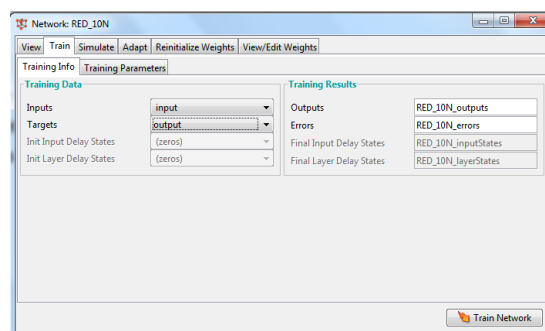 Network: RED_10N
View Train Simulate Adapt Reinitialize Weights View/Edit Weights
Training Info Training Parameters
Training Data
Inputs input
Targets output
Init Input Delay States (zeros)
Init Layer Delay States (zeros)
Training Results
Outputs RED_10N_outputs
Errors RED_10N_errors
Final Input Delay States RED_10N_inputStates
Final Layer Delay States RED_10N_layerStates
Train Network